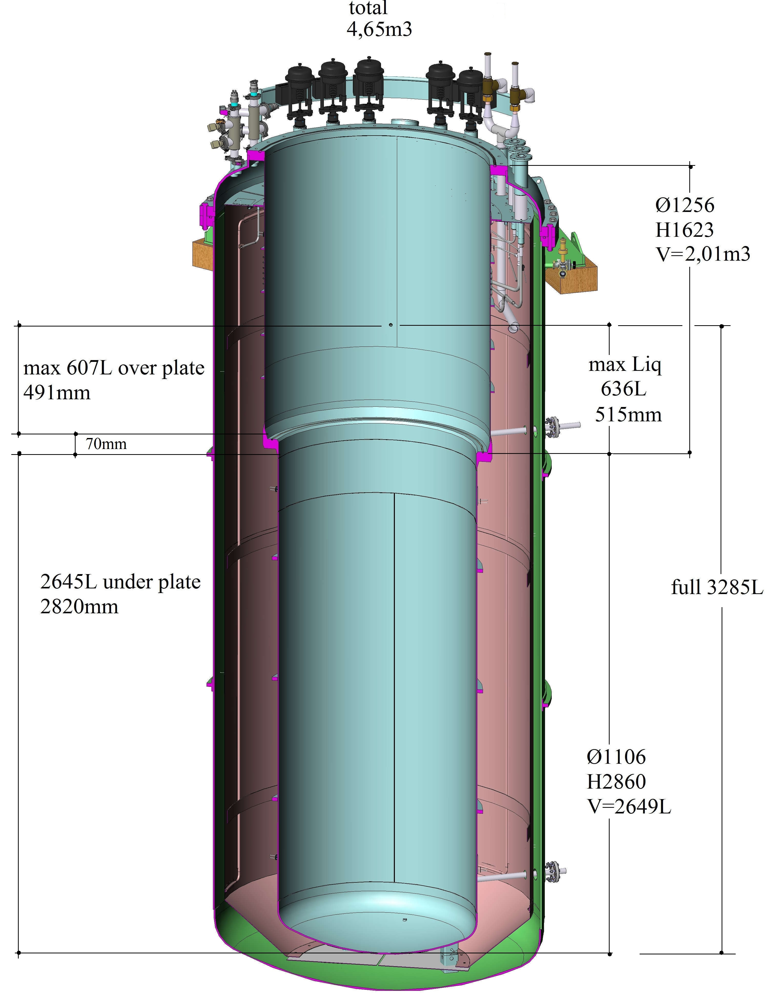 total
4,65m3
Ø1256
H1623
V=2,01m3
max 607L over plate
491mm
max Liq
636L
515mm
70mm
2645L under plate
2820mm
full 3285L
Ø1106
H2860
V=2649L